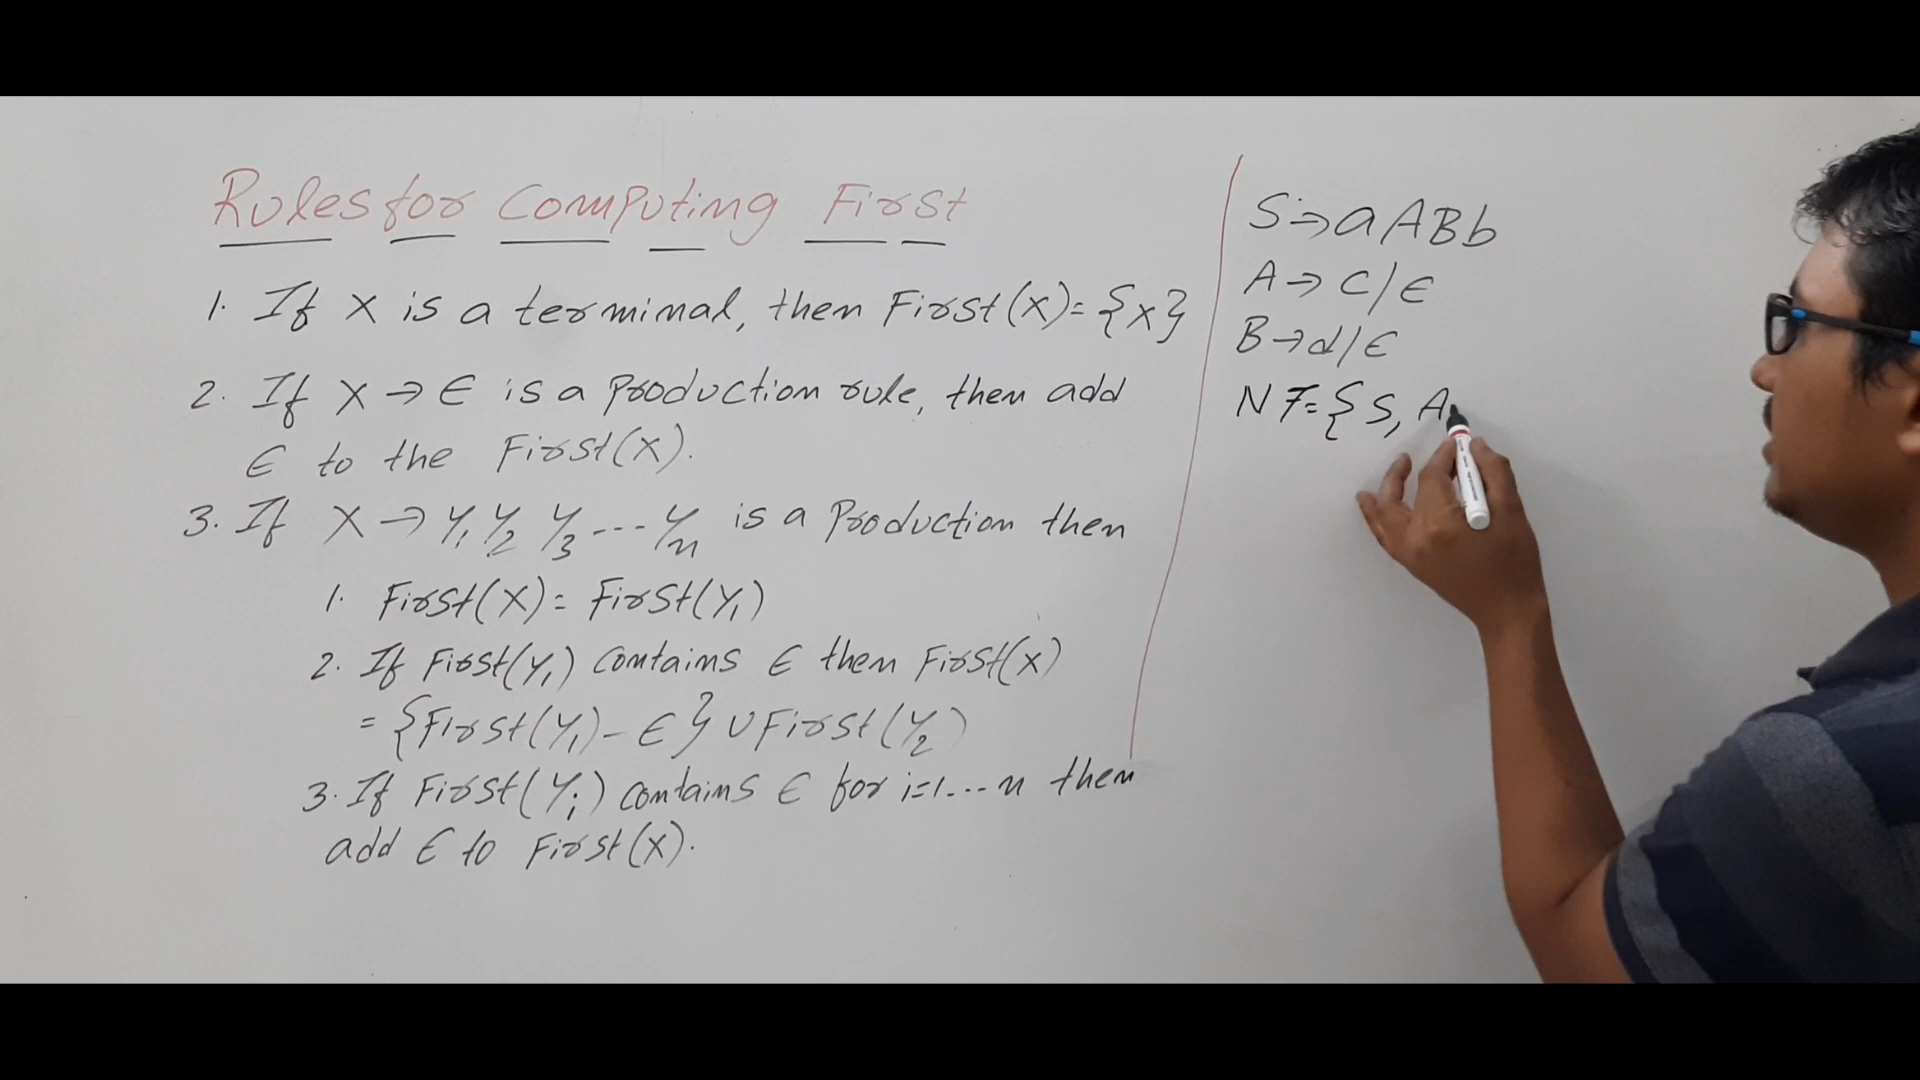 Rules for Computing First
1. If X is a terminal, then First(X)={X}
2. If X → ϵ is a Production rule, then add
ϵ to the First(X).
3. If X → Y₁ Y₂ Y₃ --- Yₙ is a Production then
1. First(X)= First(Y₁)
2. If First(Y₁) contains ϵ then First(X)
= {First(Y₁)-ϵ} ∪ First(Y₂)
3. If First(Yᵢ) contains ϵ for i=1...n then
add ϵ to First(X).
S→aABb
A→c/ϵ
B→d/ϵ
NT={S, A